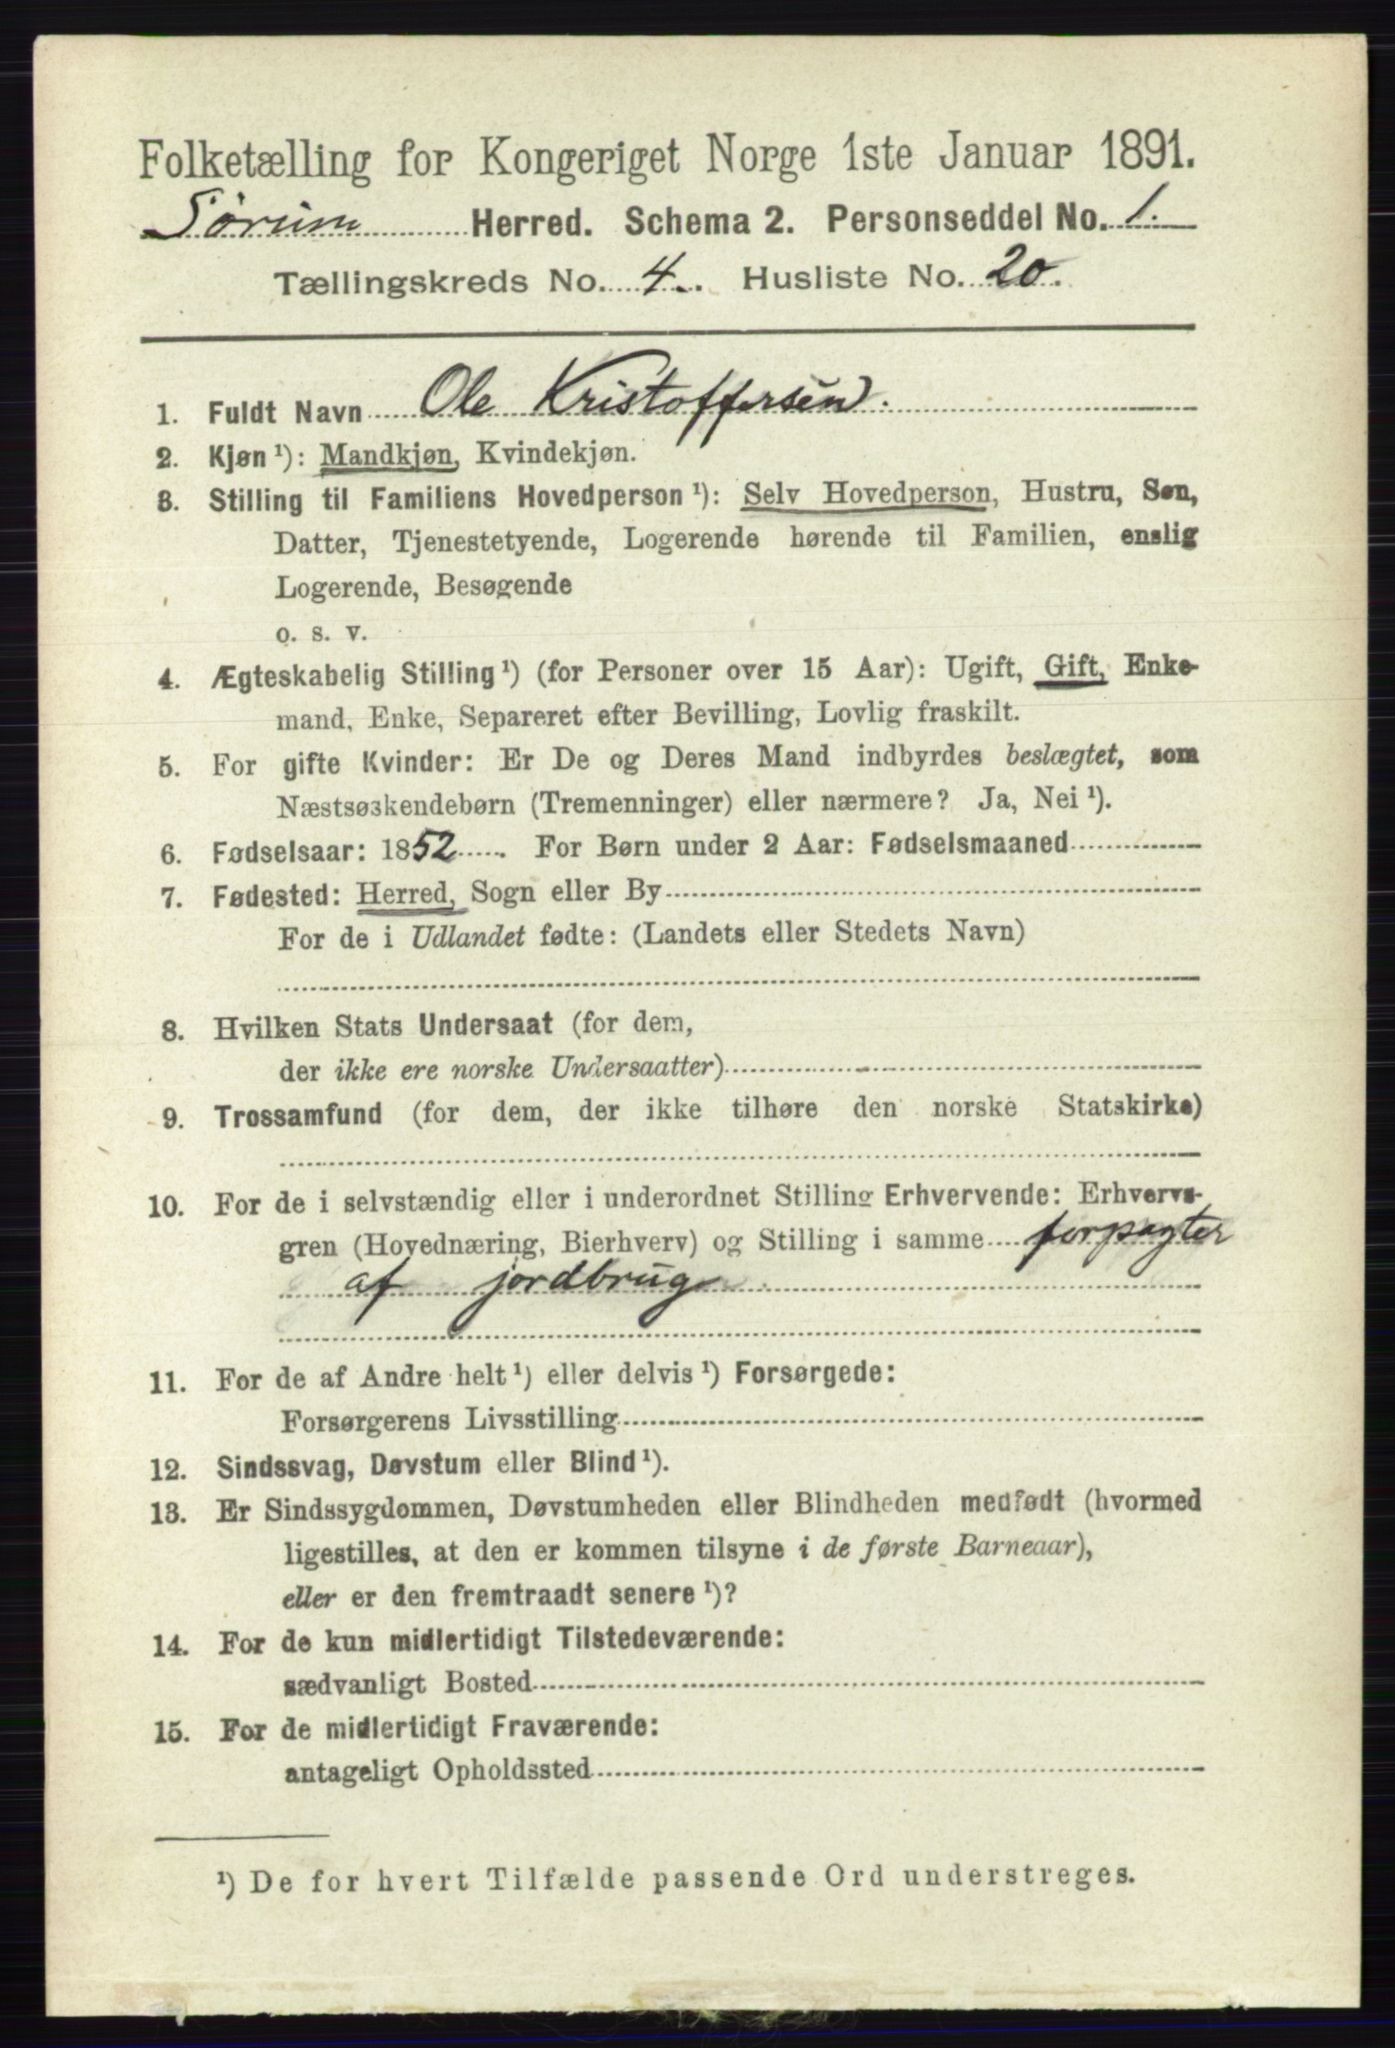 Folketælling for Kongeriget Norge 1ste Januar 1891.
Sørum Herred. Schema 2. Personseddel No. 1.
Tællingskreds No. 4. Husliste No. 20.
1. Fuldt Navn Ole Kristoffersen.
2. Kjøn ¹): Mandkjøn, Kvindekjøn.
3. Stilling til Familiens Hovedperson ¹): Selv Hovedperson, Hustru, Søn,
Datter, Tjenestetyende, Logerende hørende til Familien, enslig
Logerende, Besøgende
o. s. v.
4. Ægteskabelig Stilling ¹) (for Personer over 15 Aar): Ugift, Gift, Enke-
mand, Enke, Separeret efter Bevilling, Lovlig fraskilt.
5. For gifte Kvinder: Er De og Deres Mand indbyrdes beslægtet, som
Næstsøskendebørn (Tremenninger) eller nærmere? Ja, Nei ¹).
6. Fødselsaar: 1852. For Børn under 2 Aar: Fødselsmaaned
7. Fødested: Herred, Sogn eller By
For de i Udlandet fødte: (Landets eller Stedets Navn)
8. Hvilken Stats Undersaat (for dem,
der ikke ere norske Undersaatter)
9. Trossamfund (for dem, der ikke tilhøre den norske Statskirke)
10. For de i selvstændig eller i underordnet Stilling Erhvervende: Erhvervs-
gren (Hovednæring, Bierhverv) og Stilling i samme forpagter
af jordbrug
11. For de af Andre helt ¹) eller delvis ¹) Forsørgede:
Forsørgerens Livsstilling
12. Sindssvag, Døvstum eller Blind ¹).
13. Er Sindssygdommen, Døvstumheden eller Blindheden medfødt (hvormed
ligestilles, at den er kommen tilsyne i de første Barneaar),
eller er den fremtraadt senere ¹)?
14. For de kun midlertidigt Tilstedeværende:
sædvanligt Bosted
15. For de midlertidigt Fraværende:
antageligt Opholdssted
¹) De for hvert Tilfælde passende Ord understreges.